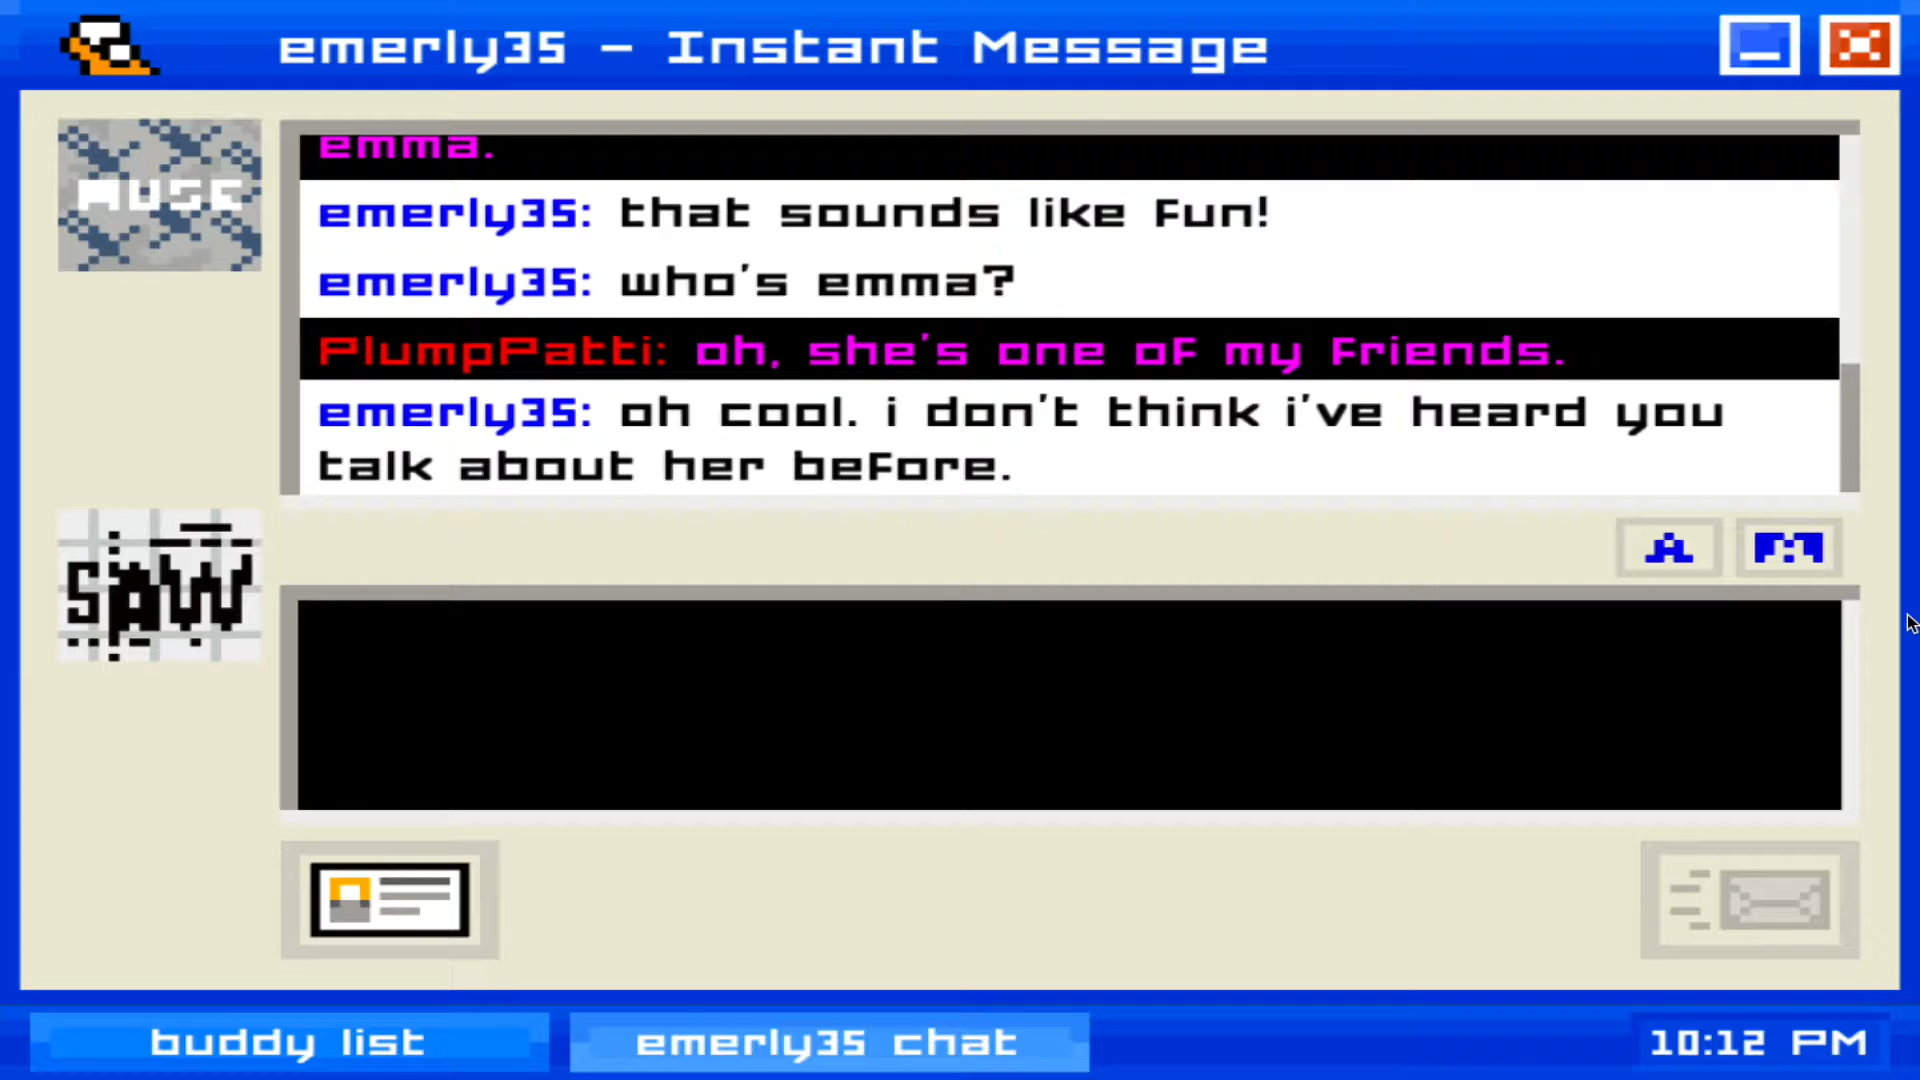 emerly35 - Instant Message
MUSE
emma.
emerly35: that sounds like fun!
emerly35: who's emma?
PlumpPatti: oh, she's one of my friends.
emerly35: oh cool. i don't think i've heard you
talk about her before.
SAW
A
buddy list
emerly35 chat
10:12 PM